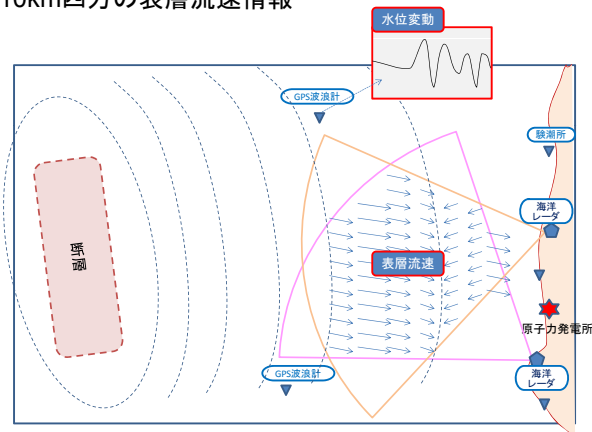 10km四方の表層流速情報
水位変動
GPS波浪計
験潮所
海洋
レーダ
断層
表層流速
原子力発電所
GPS波浪計
海洋
レーダ